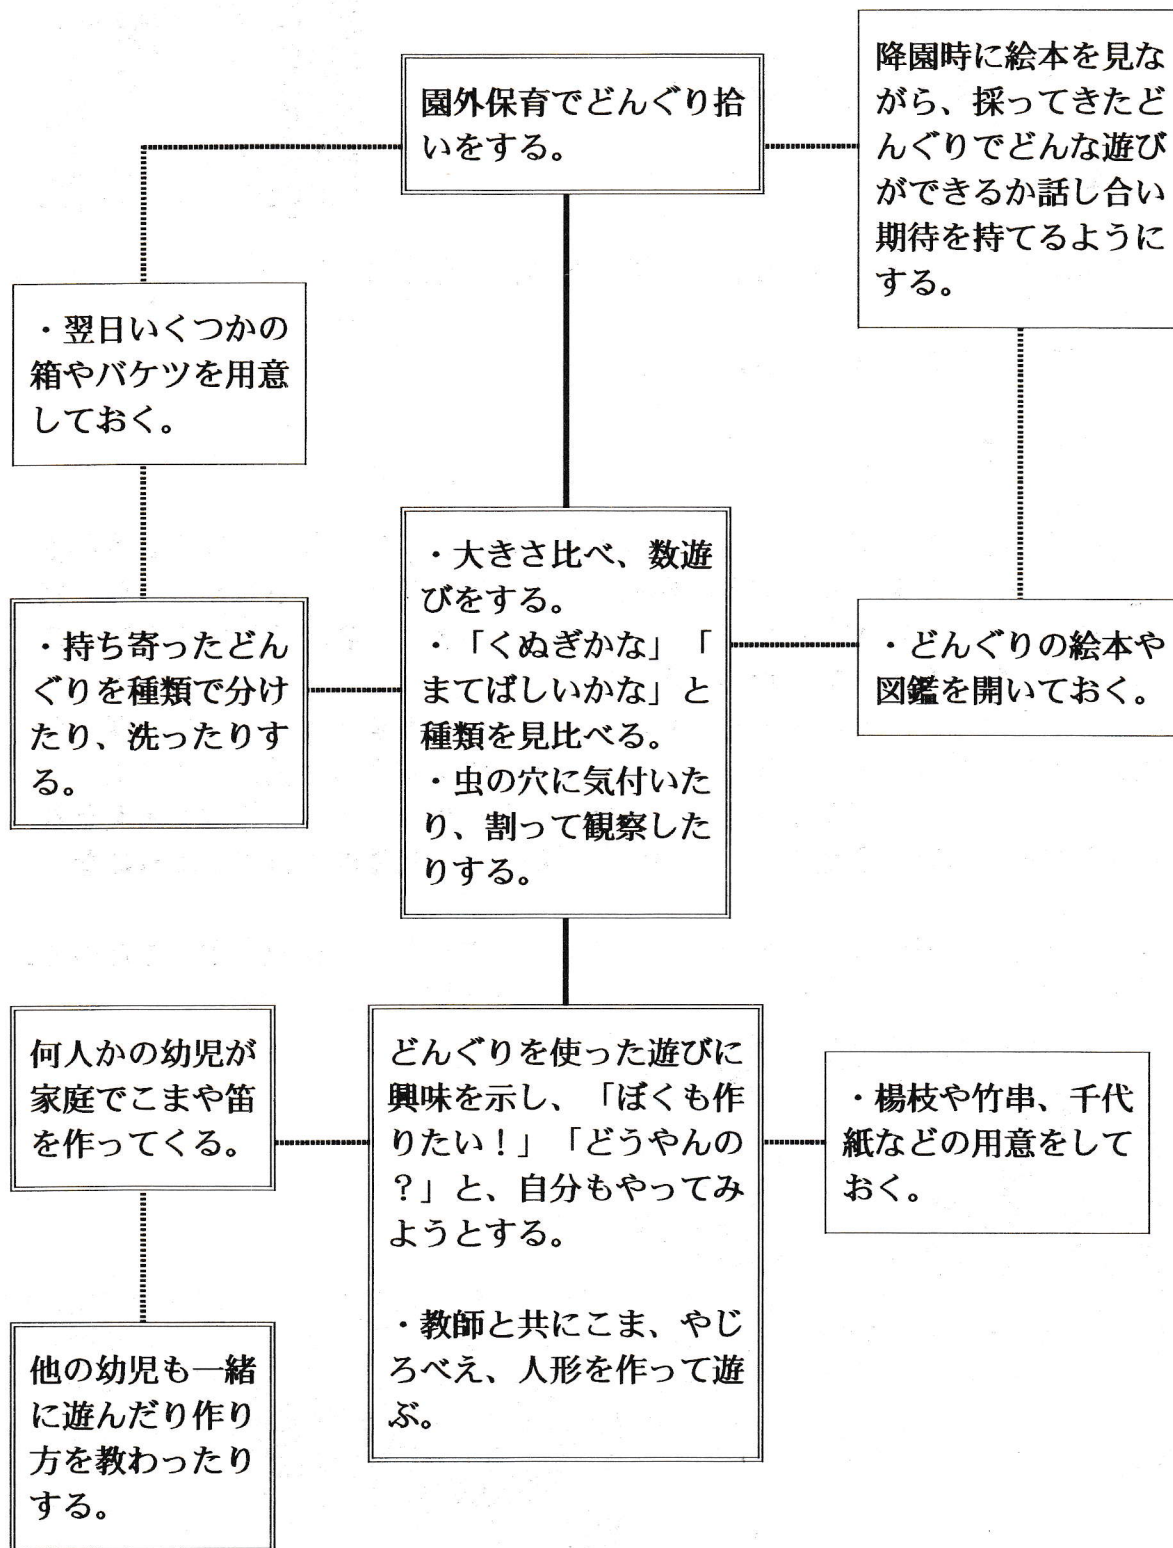 園外保育でどんぐり拾
いをする。
降園時に絵本を見な
がら、採ってきたど
んぐりでどんな遊び
ができるか話し合い
期待を持てるように
する。
・翌日いくつかの
箱やバケツを用意
しておく。
・持ち寄ったどん
ぐりを種類で分け
たり、洗ったりす
る。
・大きさ比べ、数遊
びをする。
・「くぬぎかな」「
まてばしいかな」と
種類を見比べる。
・虫の穴に気付いた
り、割って観察した
りする。
・どんぐりの絵本や
図鑑を開いておく。
何人かの幼児が
家庭でこまや笛
を作ってくる。
どんぐりを使った遊びに
興味を示し、「ぼくも作
りたい!」「どうやんの
?」と、自分もやってみ
ようとする。
・教師と共にこま、やじ
ろべえ、人形を作って遊
ぶ。
・楊枝や竹串、千代
紙などの用意をして
おく。
他の幼児も一緒
に遊んだり作り
方を教わったり
する。